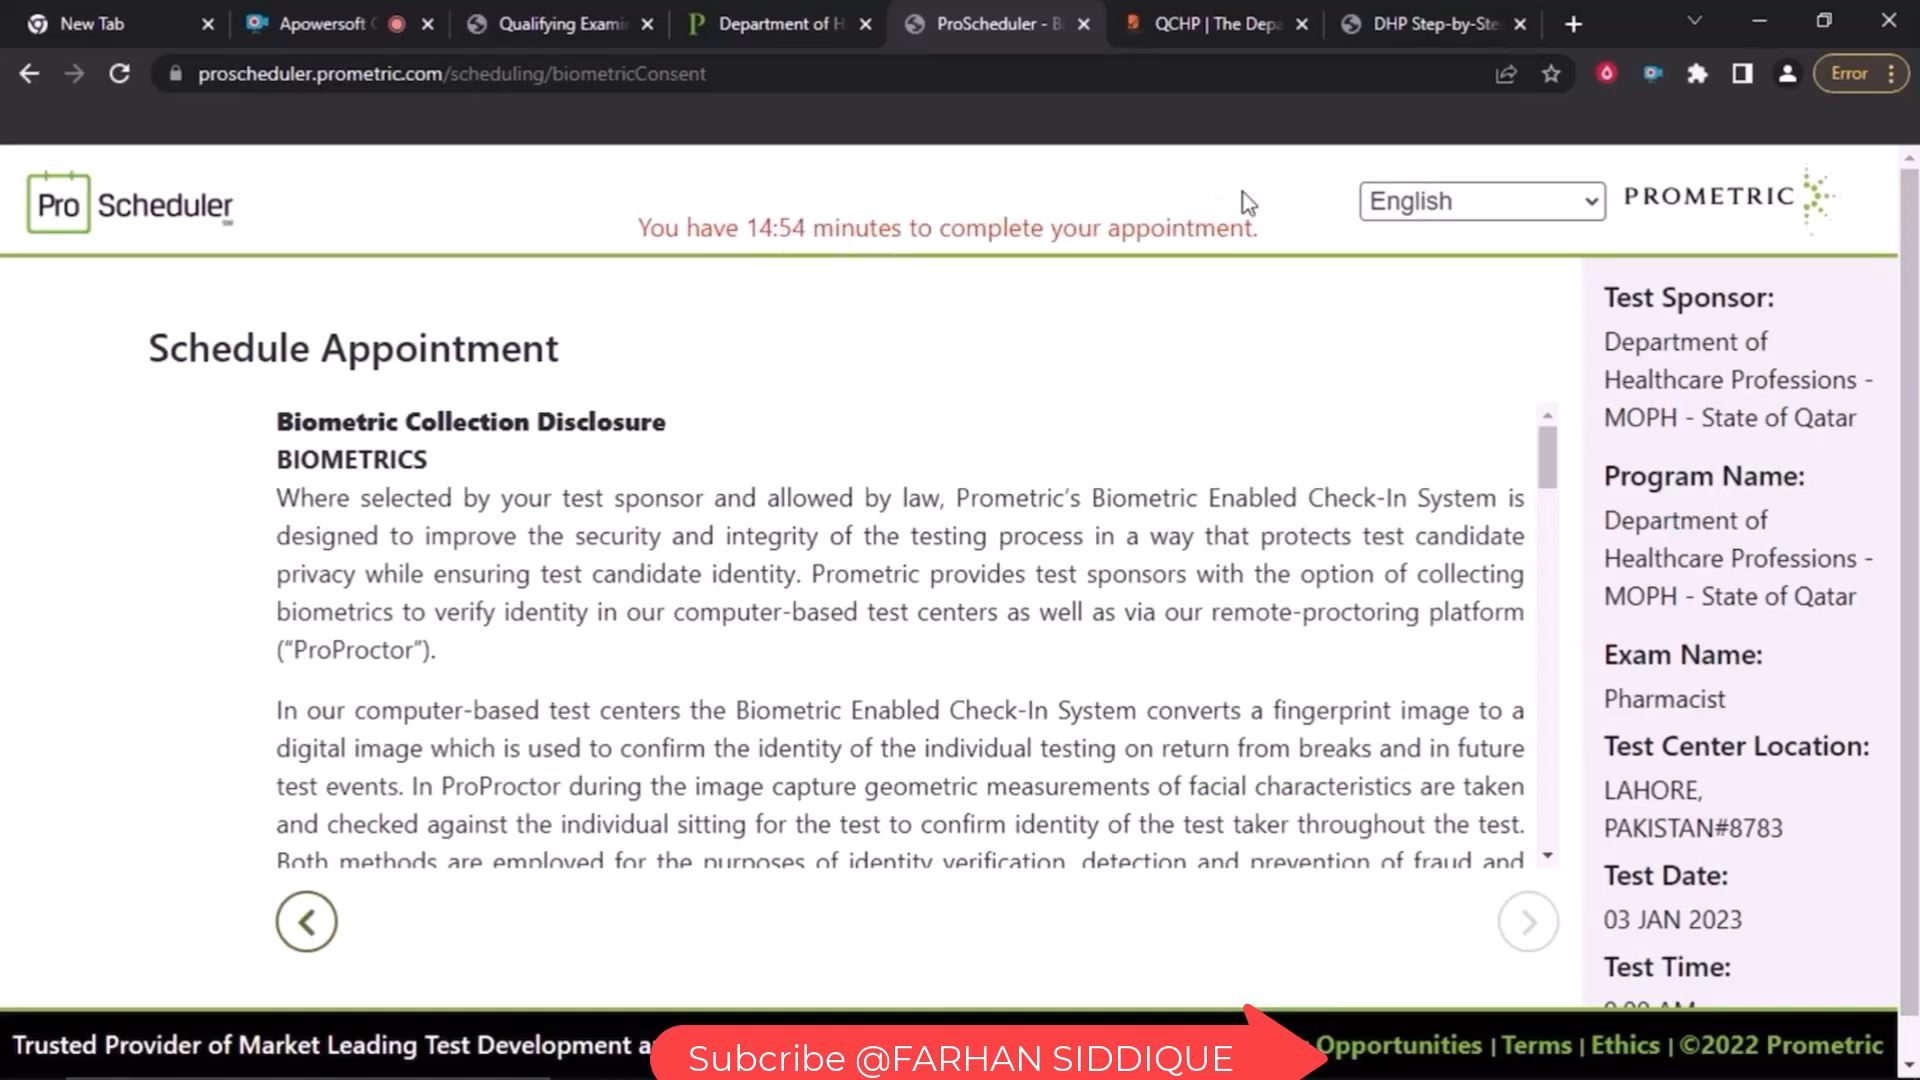 New Tab
Apowersoft
Qualifying Exami
Department of H
ProScheduler - B
QCHP | The Depa
DHP Step-by-Ste
proscheduler.prometric.com/scheduling/biometricConsent
Error
Pro Scheduler
You have 14:54 minutes to complete your appointment.
English
PROMETRIC
Schedule Appointment
Biometric Collection Disclosure
BIOMETRICS
Where selected by your test sponsor and allowed by law, Prometric's Biometric Enabled Check-In System is
designed to improve the security and integrity of the testing process in a way that protects test candidate
privacy while ensuring test candidate identity. Prometric provides test sponsors with the option of collecting
biometrics to verify identity in our computer-based test centers as well as via our remote-proctoring platform
(“ProProctor”).
In our computer-based test centers the Biometric Enabled Check-In System converts a fingerprint image to a
digital image which is used to confirm the identity of the individual testing on return from breaks and in future
test events. In ProProctor during the image capture geometric measurements of facial characteristics are taken
and checked against the individual sitting for the test to confirm identity of the test taker throughout the test.
Both methods are employed for the purposes of identity verification, detection and prevention of fraud and
Test Sponsor:
Department of
Healthcare Professions -
MOPH - State of Qatar
Program Name:
Department of
Healthcare Professions -
MOPH - State of Qatar
Exam Name:
Pharmacist
Test Center Location:
LAHORE,
PAKISTAN#8783
Test Date:
03 JAN 2023
Test Time:
Trusted Provider of Market Leading Test Development a
Subcribe @FARHAN SIDDIQUE
Opportunities | Terms | Ethics | ©2022 Prometric